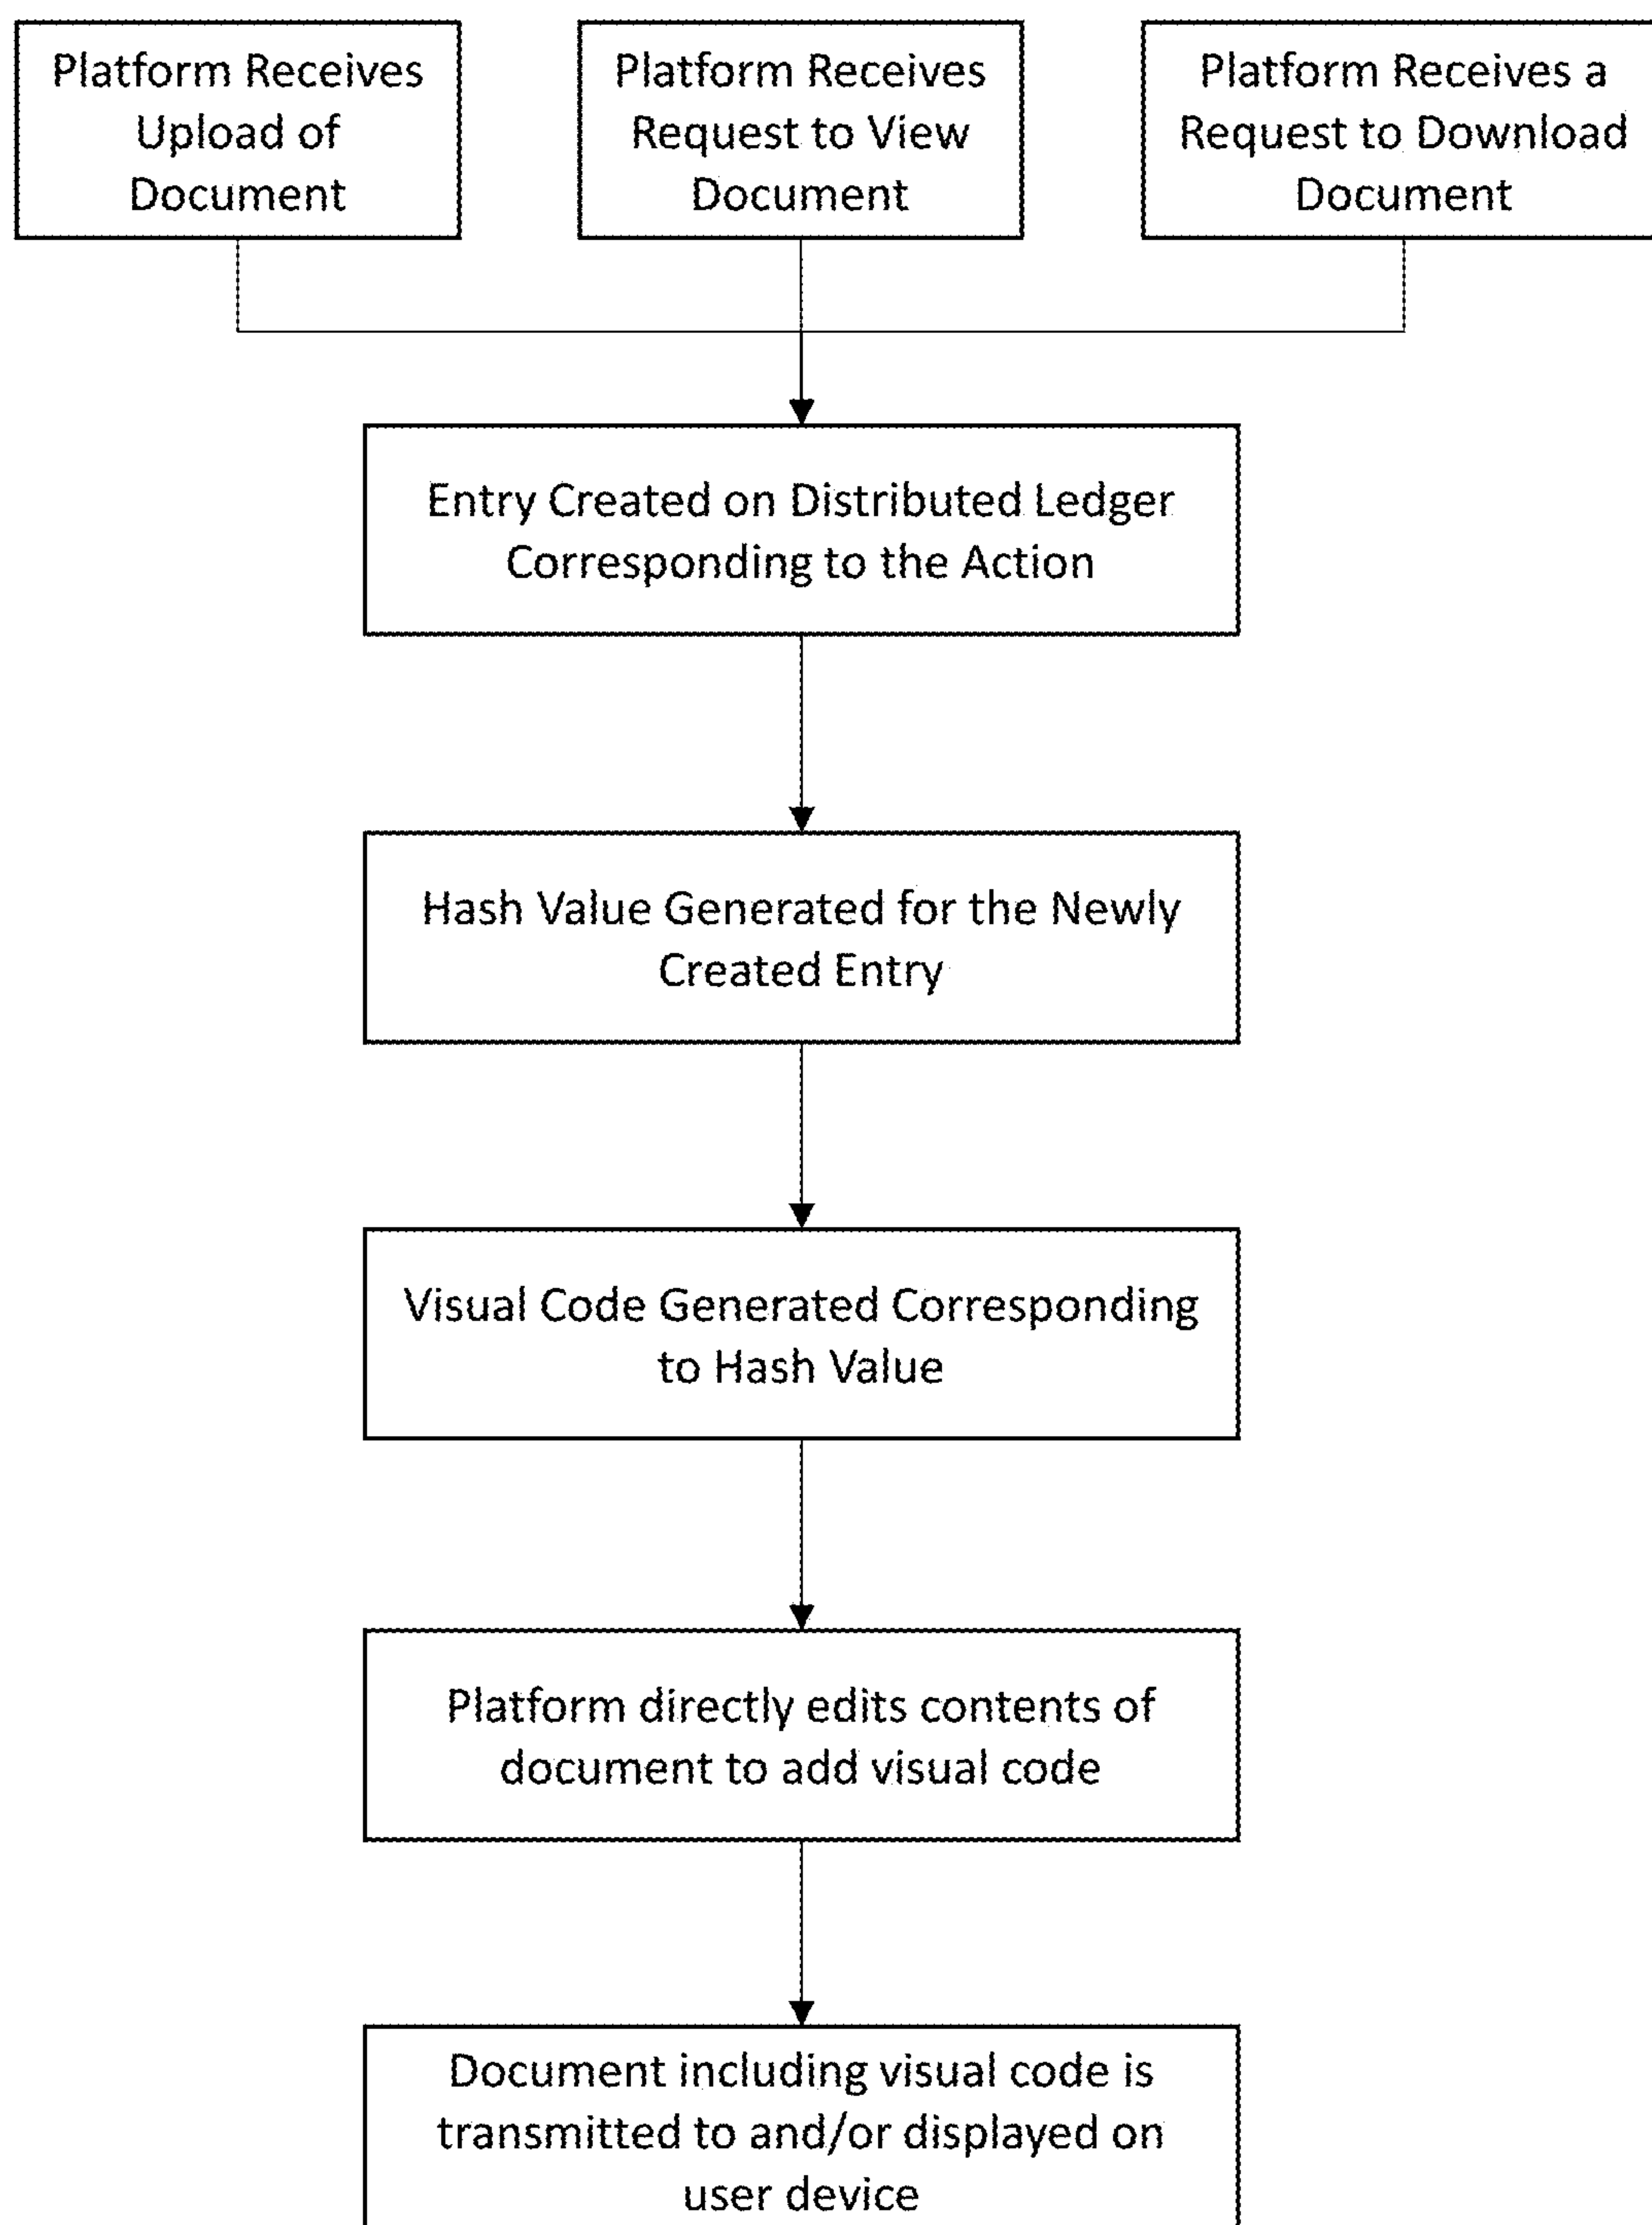 Platform Receives
Upload of
Document
Platform Receives
Request to View
Document
Platform Receives a
Request to Download
Document
Entry Created on Distributed Ledger
Corresponding to the Action
Hash Value Generated for the Newly
Created Entry
Visual Code Generated Corresponding
to Hash Value
Platform directly edits contents of
document to add visual code
Document including visual code is
transmitted to and/or displayed on
user device